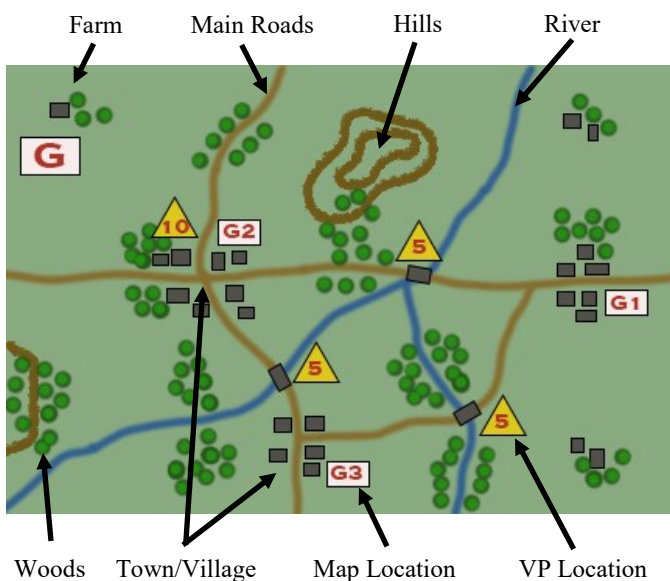 Farm Main Roads Hills River
G
10
G2
5
G1
5
5
G3
Woods Town/Village Map Location VP Location